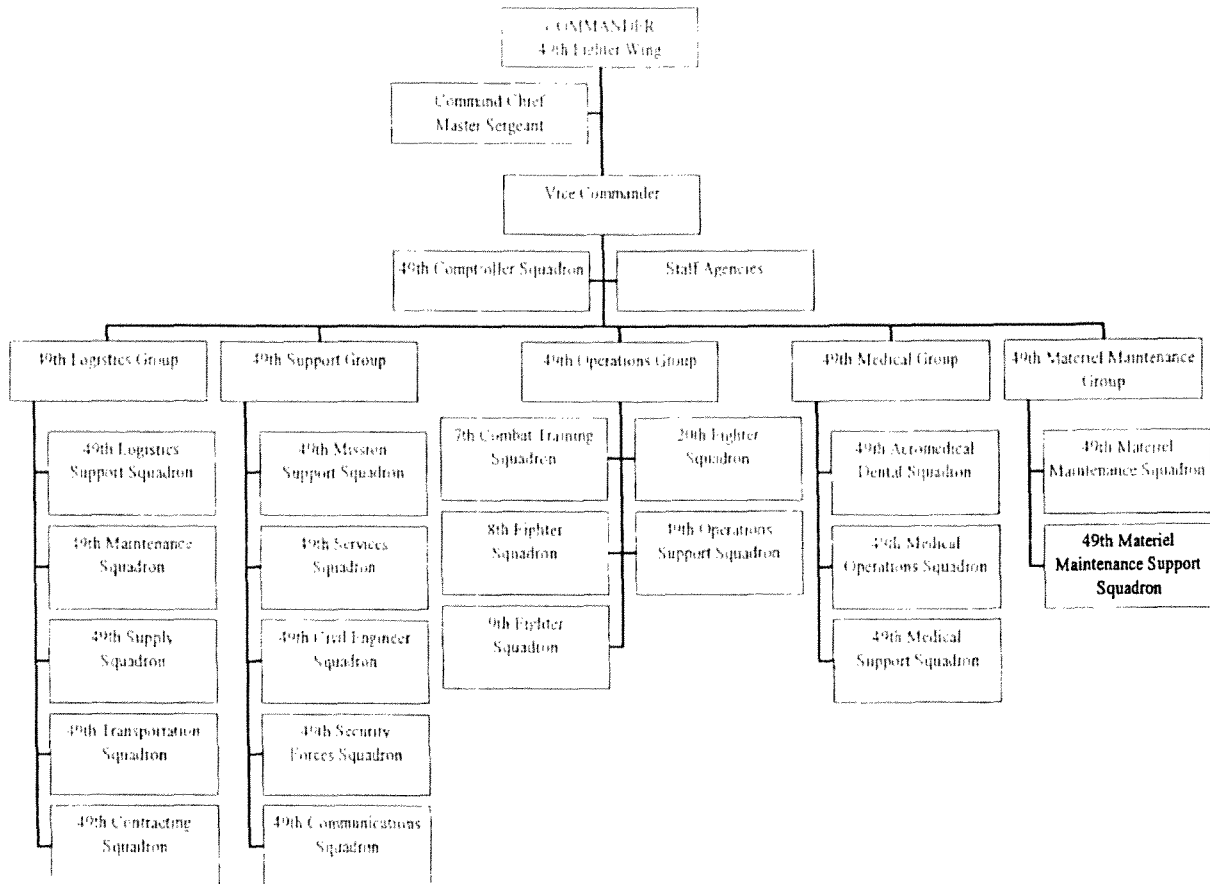 COMMANDER
49th Fighter Wing
Command Chief
Master Sergeant
Vice Commander
49th Comptroller Squadron
Staff Agencies
49th Logistics Group
49th Support Group
49th Operations Group
49th Medical Group
49th Materiel Maintenance
Group
49th Logistics
Support Squadron
49th Maintenance
Squadron
49th Supply
Squadron
49th Transportation
Squadron
49th Contracting
Squadron
49th Mission
Support Squadron
49th Services
Squadron
49th Civil Engineer
Squadron
49th Security
Forces Squadron
49th Communications
Squadron
7th Combat Training
Squadron
8th Fighter
Squadron
9th Fighter
Squadron
20th Fighter
Squadron
49th Operations
Support Squadron
49th Aeromedical
Dental Squadron
49th Medical
Operations Squadron
49th Medical
Support Squadron
49th Materiel
Maintenance Squadron
49th Materiel
Maintenance Support
Squadron